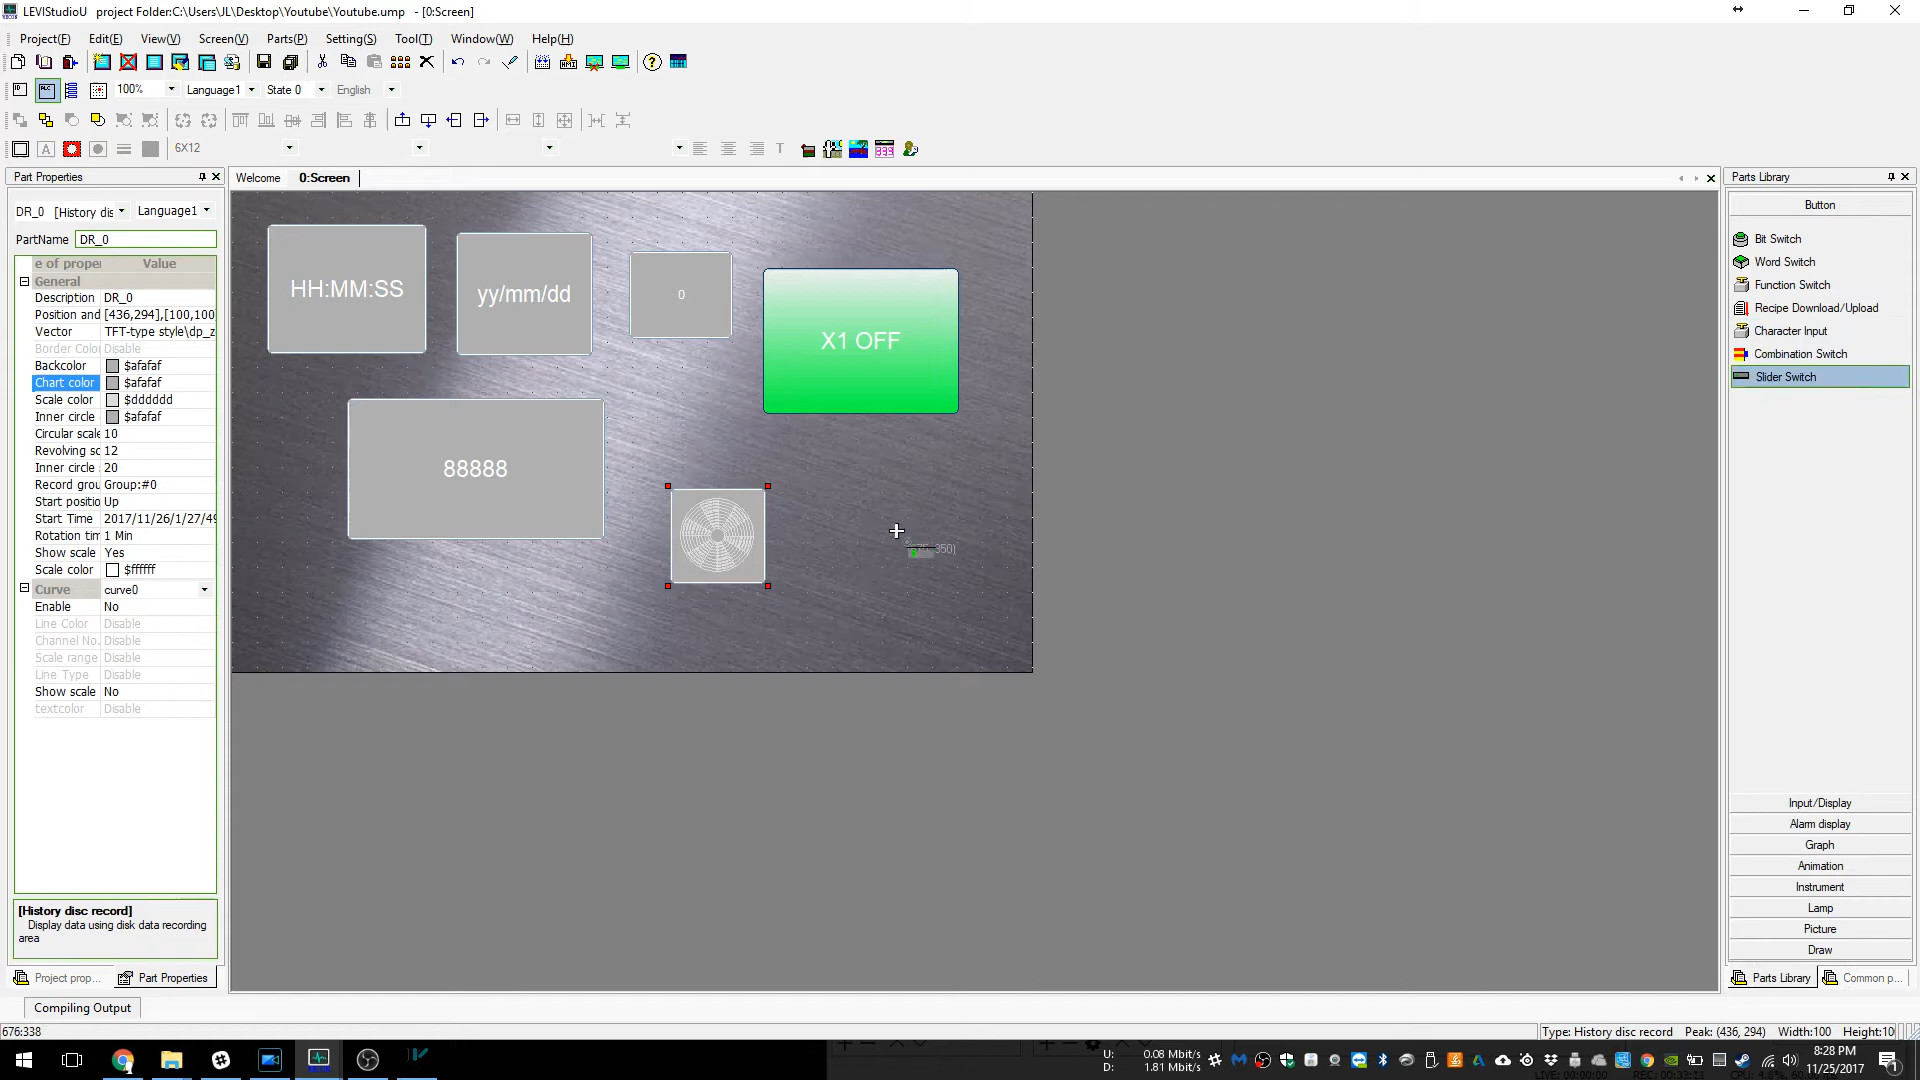 LEVIStudioU   project Folder:C:\Users\JL\Desktop\Youtube\Youtube.ump   - [0:Screen]
Project(F) Edit(E) View(V) Screen(V) Parts(P) Setting(S) Tool(T) Window(W) Help(H)
100% Language1 State 0 English
6X12
Part Properties
Welcome 0:Screen
Parts Library
DR_0 [History dis Language1
PartName DR_0
e of proper Value
General
Description DR_0
Position and [436,294],[100,100
Vector TFT-type style\dp_z
Border Color Disable
Backcolor $afafaf
Chart color $afafaf
Scale color $dddddd
Inner circle $afafaf
Circular scale 10
Revolving sc 12
Inner circle 20
Record grou Group:#0
Start positio Up
Start Time 2017/11/26/1/27/49
Rotation tim 1 Min
Show scale Yes
Scale color $ffffff
Curve curve0
Enable No
Line Color Disable
Channel No. Disable
Scale range Disable
Line Type Disable
Show scale No
textcolor Disable
[History disc record]
Display data using disk data recording
area
Project prop... Part Properties
HH:MM:SS
yy/mm/dd
0
X1 OFF
88888
350)
Button
Bit Switch
Word Switch
Function Switch
Recipe Download/Upload
Character Input
Combination Switch
Slider Switch
Input/Display
Alarm display
Graph
Animation
Instrument
Lamp
Picture
Draw
Parts Library Common p...
Compiling Output
676:338
Type: History disc record Peak: (436, 294) Width:100 Height:10
U: 0.08 Mbit/s
D: 1.81 Mbit/s
8:28 PM
11/25/2017